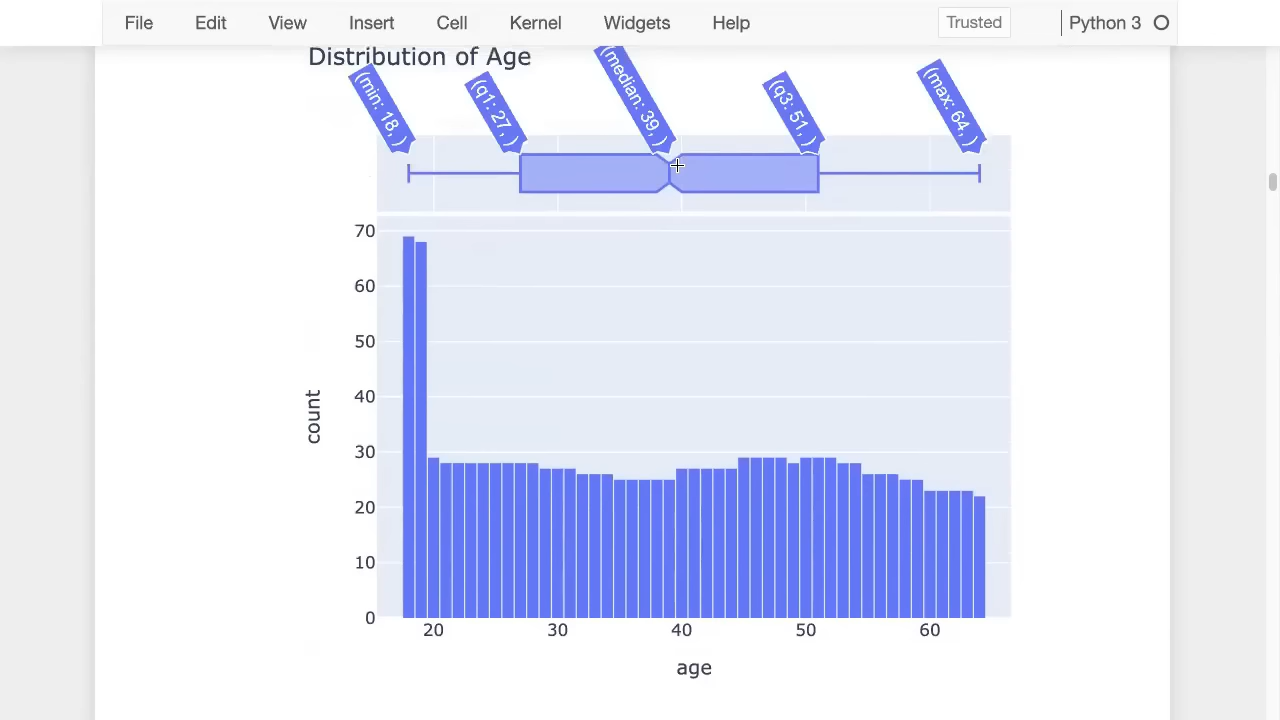 File Edit View Insert Cell Kernel Widgets Help Trusted Python 3
Distribution of Age
(min: 18, )
(q1: 27, )
(median: 39, )
(q3: 51, )
(max: 64, )
70
60
50
40
30
20
10
0
count
20 30 40 50 60
age